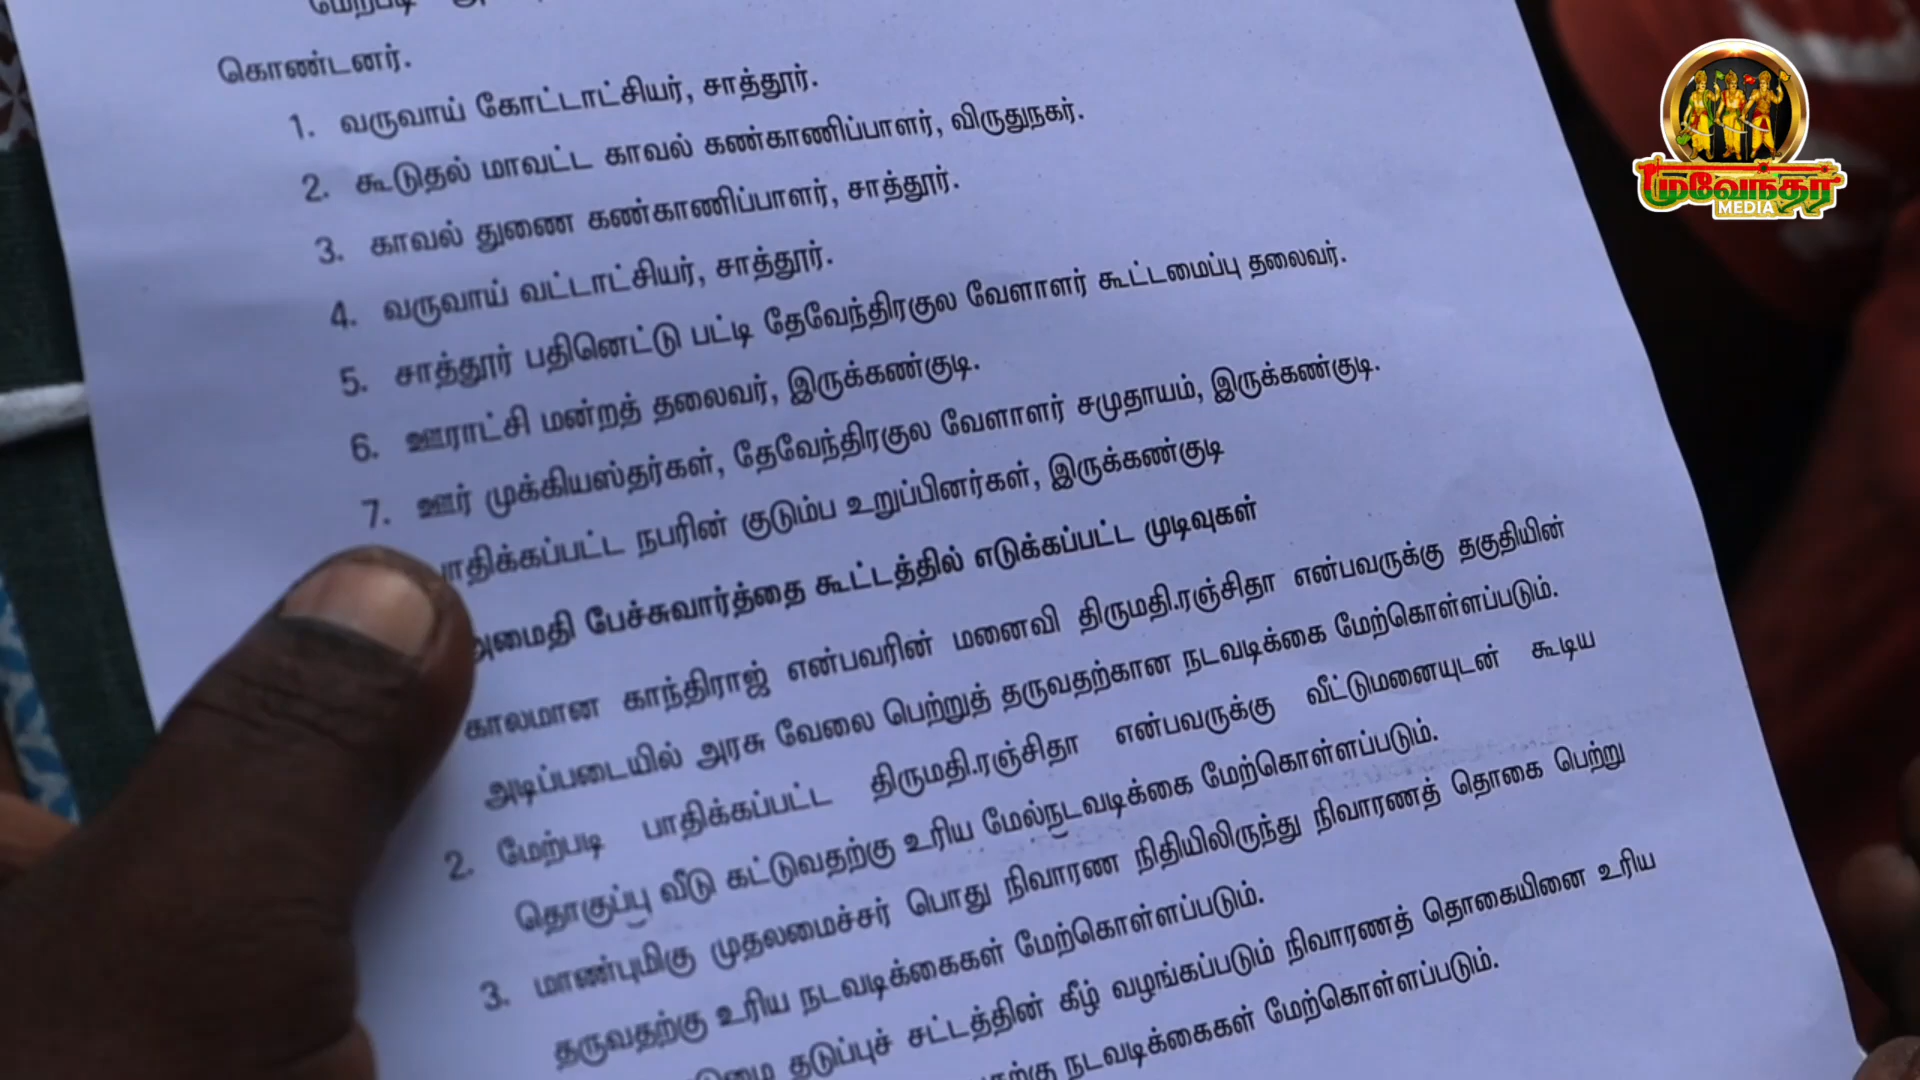 மேற்படி
கொண்டனர்.
1. வருவாய் கோட்டாட்சியர், சாத்தூர்.
2. கூடுதல் மாவட்ட காவல் கண்காணிப்பாளர், விருதுநகர்.
3. காவல் துணை கண்காணிப்பாளர், சாத்தூர்.
4. வருவாய் வட்டாட்சியர், சாத்தூர்.
5. சாத்தூர் பதினெட்டு பட்டி தேவேந்திரகுல வேளாளர் கூட்டமைப்பு தலைவர்.
6. ஊராட்சி மன்றத் தலைவர், இருக்கண்குடி.
7. ஊர் முக்கியஸ்தர்கள், தேவேந்திரகுல வேளாளர் சமுதாயம், இருக்கண்குடி.
பாதிக்கப்பட்ட நபரின் குடும்ப உறுப்பினர்கள், இருக்கண்குடி
அமைதி பேச்சுவார்த்தை கூட்டத்தில் எடுக்கப்பட்ட முடிவுகள்
காலமான காந்திராஜ் என்பவரின் மனைவி திருமதி.ரஞ்சிதா என்பவருக்கு தகுதியின்
அடிப்படையில் அரசு வேலை பெற்றுத் தருவதற்கான நடவடிக்கை மேற்கொள்ளப்படும்.
2. மேற்படி பாதிக்கப்பட்ட திருமதி.ரஞ்சிதா என்பவருக்கு வீட்டுமனையுடன் கூடிய
தொகுப்பு வீடு கட்டுவதற்கு உரிய மேல்நடவடிக்கை மேற்கொள்ளப்படும்.
3. மாண்புமிகு முதலமைச்சர் பொது நிவாரண நிதியிலிருந்து நிவாரணத் தொகை பெற்று
தருவதற்கு உரிய நடவடிக்கைகள் மேற்கொள்ளப்படும்.
தடுப்புச் சட்டத்தின் கீழ் வழங்கப்படும் நிவாரணத் தொகையினை உரிய
நடவடிக்கைகள் மேற்கொள்ளப்படும்.
மூவேந்தர்
MEDIA